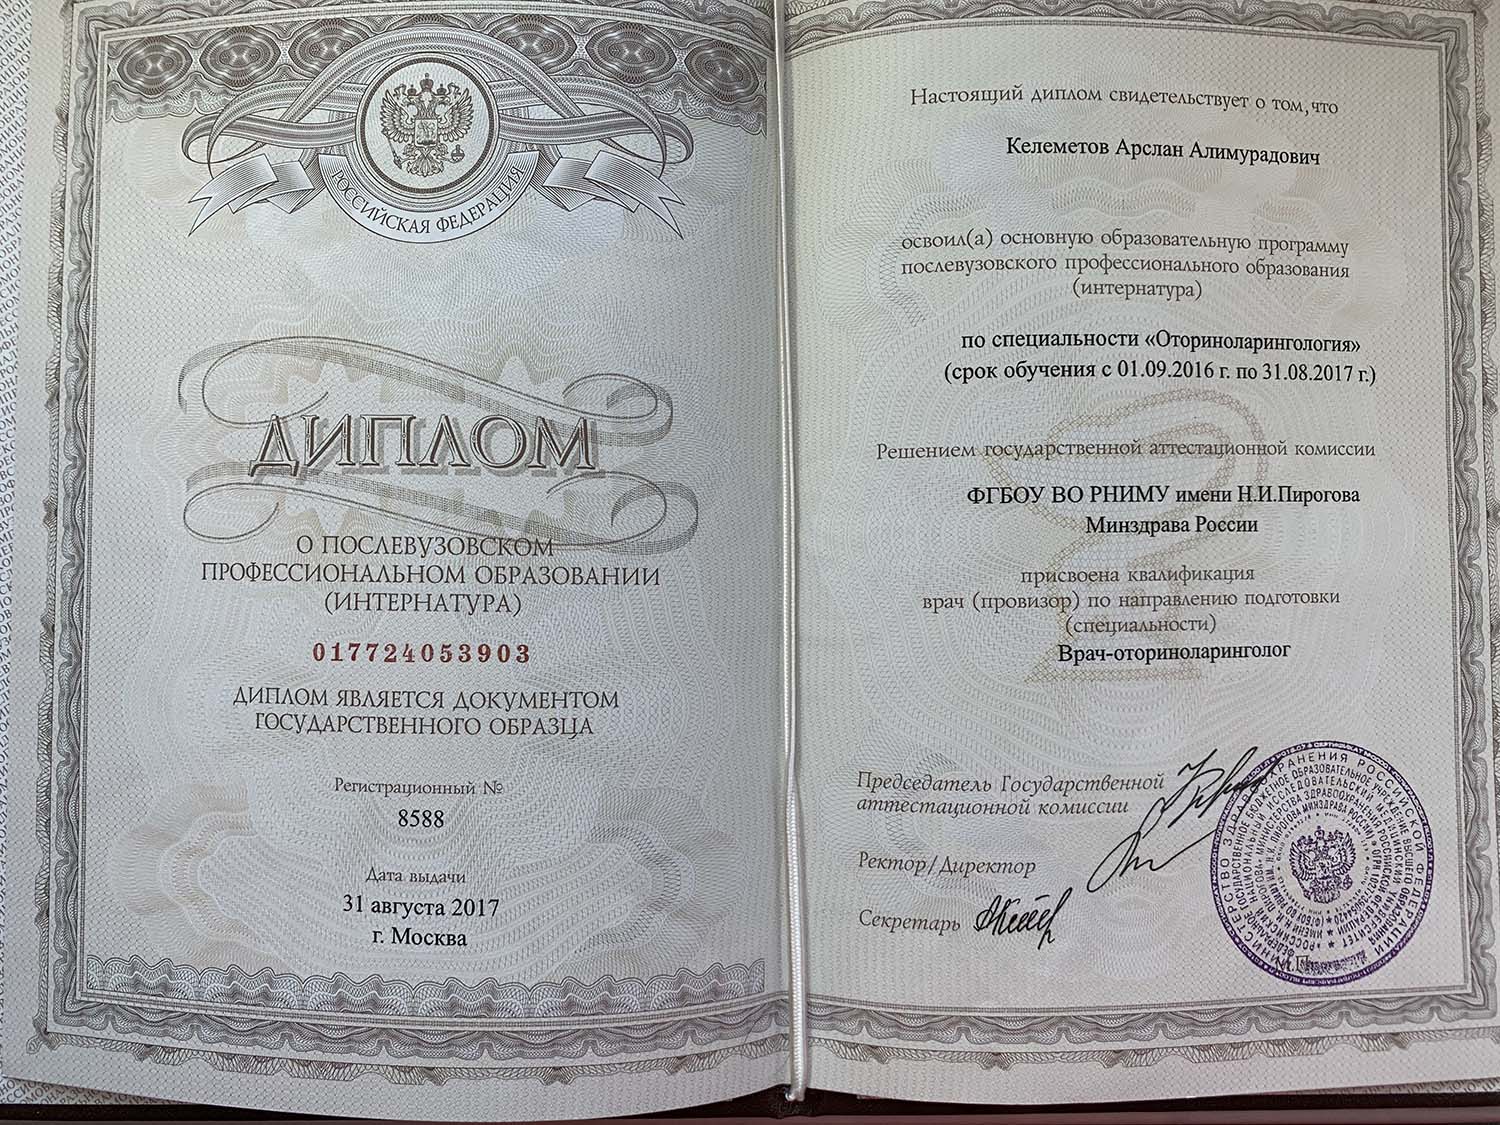 РОССИЙСКАЯ ФЕДЕРАЦИЯ
ДИПЛОМ
О ПОСЛЕВУЗОВСКОМ
ПРОФЕССИОНАЛЬНОМ ОБРАЗОВАНИИ
(ИНТЕРНАТУРА)
017724053903
ДИПЛОМ ЯВЛЯЕТСЯ ДОКУМЕНТОМ
ГОСУДАРСТВЕННОГО ОБРАЗЦА
Регистрационный №
8588
Дата выдачи
31 августа 2017
г. Москва
Настоящий диплом свидетельствует о том, что
Келеметов Арслан Алимурадович
освоил(а) основную образовательную программу
послевузовского профессионального образования
(интернатура)
по специальности «Оториноларингология»
(срок обучения с 01.09.2016 г. по 31.08.2017 г.)
Решением государственной аттестационной комиссии
ФГБОУ ВО РНИМУ имени Н.И.Пирогова
Минздрава России
присвоена квалификация
врач (провизор) по направлению подготовки
(специальности)
Врач-оториноларинголог
Председатель Государственной
аттестационной комиссии
Ректор/Директор
Секретарь
М.П.
МИНИСТЕРСТВО ЗДРАВООХРАНЕНИЯ РОССИЙСКОЙ ФЕДЕРАЦИИ